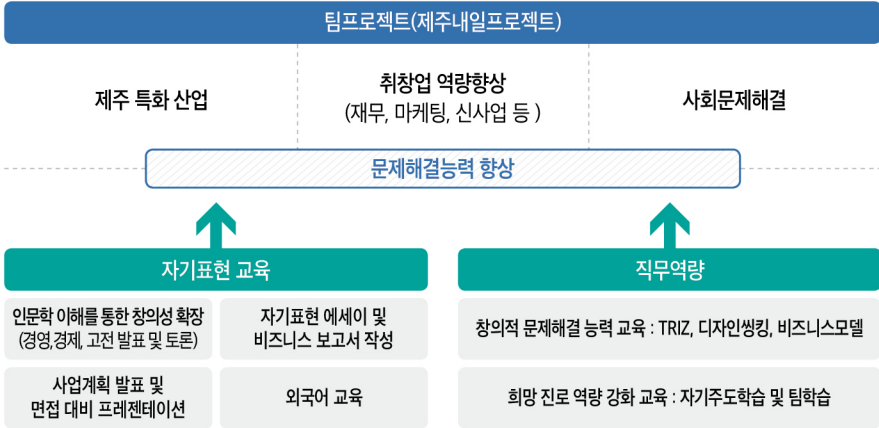 팀프로젝트(제주내일프로젝트)
제주 특화 산업
취창업 역량향상
(재무, 마케팅, 신사업 등 )
사회문제해결
문제해결능력 향상
자기표현 교육
인문학 이해를 통한 창의성 확장
(경영,경제, 고전 발표 및 토론)
자기표현 에세이 및
비즈니스 보고서 작성
사업계획 발표 및
면접 대비 프레젠테이션
외국어 교육
직무역량
창의적 문제해결 능력 교육 : TRIZ, 디자인씽킹, 비즈니스모델
희망 진로 역량 강화 교육 : 자기주도학습 및 팀학습